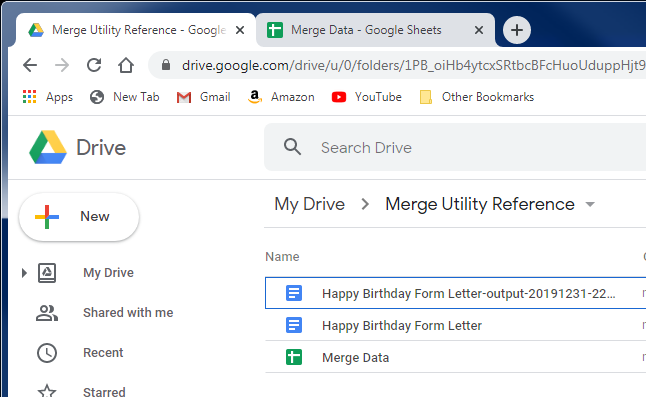 Merge Utility Reference - Google
Merge Data - Google Sheets
drive.google.com/drive/u/0/folders/1PB_oiHb4ytcxSRtbcBFcHuoUduppHjt9
Apps New Tab Gmail Amazon YouTube Other Bookmarks
Drive
Search Drive
New
My Drive > Merge Utility Reference
My Drive
Shared with me
Recent
Starred
Name
Happy Birthday Form Letter-output-20191231-22...
Happy Birthday Form Letter
Merge Data